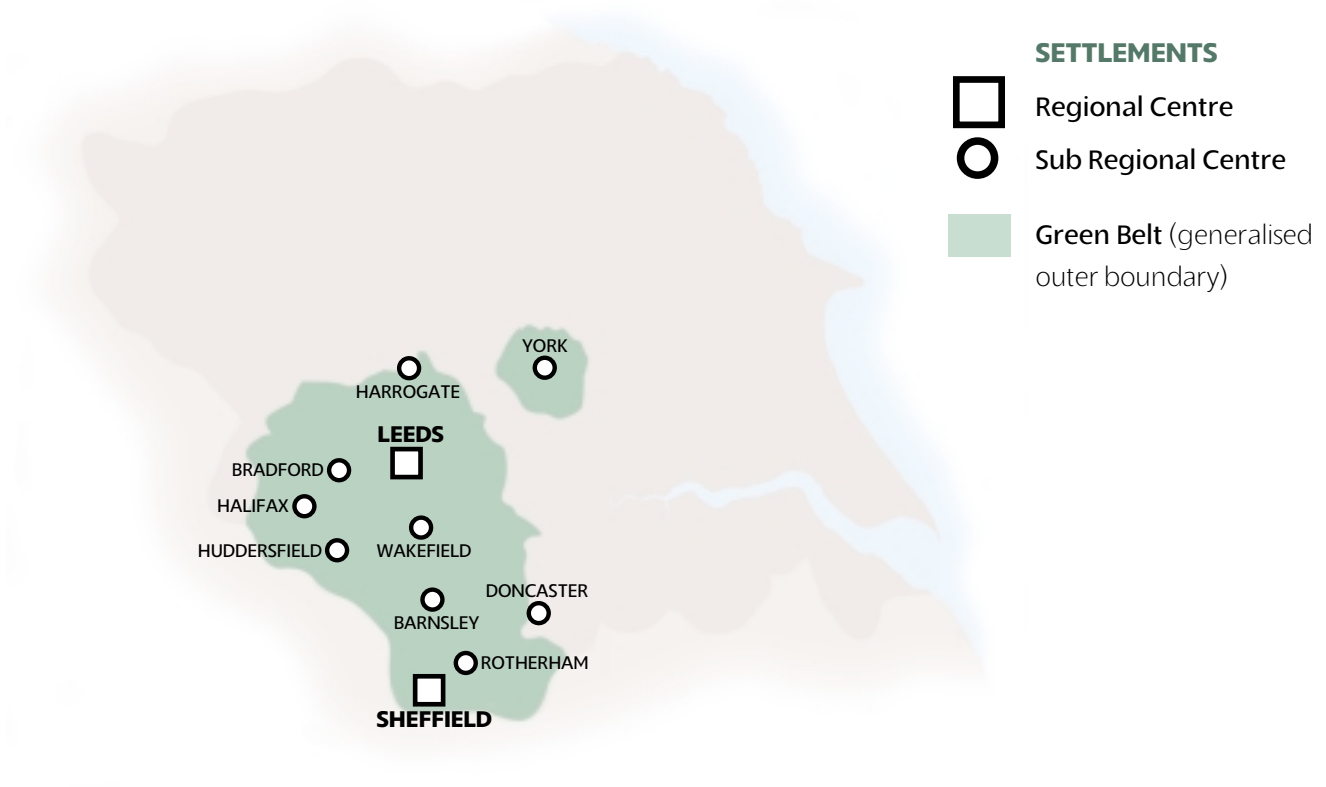 SETTLEMENTS
Regional Centre
Sub Regional Centre
Green Belt (generalised
outer boundary)
YORK
HARROGATE
LEEDS
BRADFORD
HALIFAX
HUDDERSFIELD
WAKEFIELD
DONCASTER
BARNSLEY
ROTHERHAM
SHEFFIELD